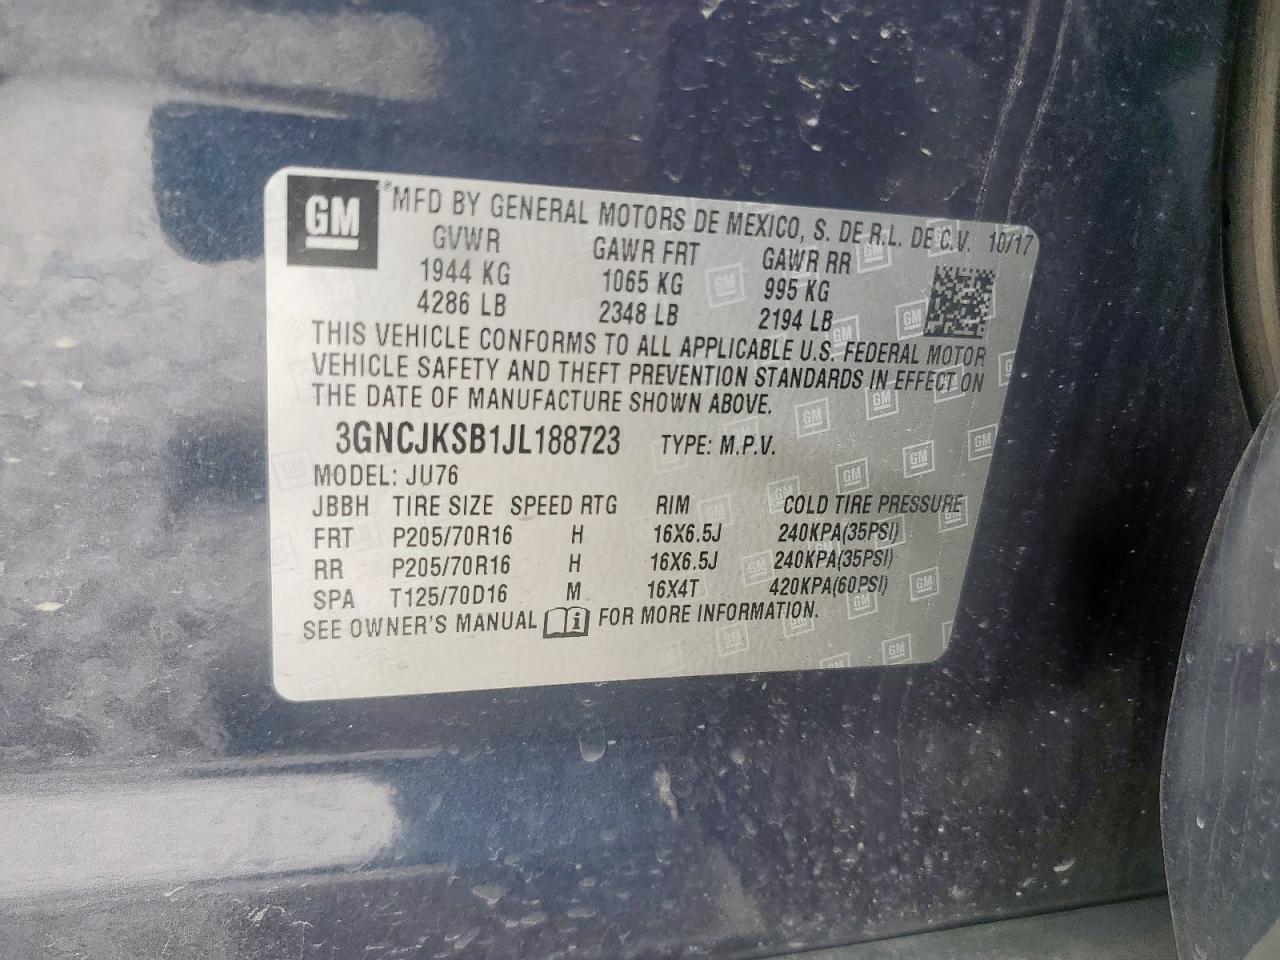 GM ® MFD BY GENERAL MOTORS DE MEXICO, S. DE R.L. DE C.V. 10/17
GVWR GAWR FRT GAWR RR
1944 KG 1065 KG 995 KG
4286 LB 2348 LB 2194 LB
THIS VEHICLE CONFORMS TO ALL APPLICABLE U.S. FEDERAL MOTOR
VEHICLE SAFETY AND THEFT PREVENTION STANDARDS IN EFFECT ON
THE DATE OF MANUFACTURE SHOWN ABOVE.
3GNCJKSB1JL188723 TYPE: M.P.V.
MODEL: JU76
JBBH TIRE SIZE SPEED RTG RIM COLD TIRE PRESSURE
FRT P205/70R16 H 16X6.5J 240KPA(35PSI)
RR P205/70R16 H 16X6.5J 240KPA(35PSI)
SPA T125/70D16 M 16X4T 420KPA(60PSI)
SEE OWNER'S MANUAL i FOR MORE INFORMATION.